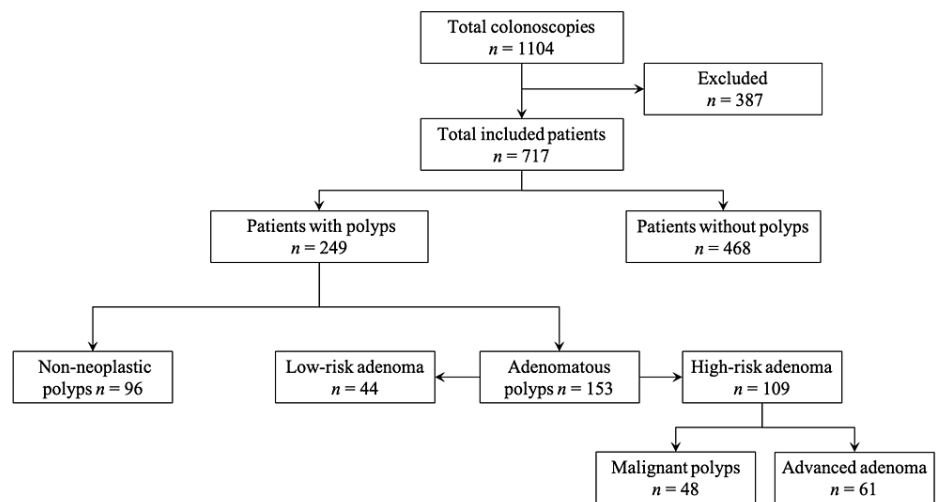 Total colonoscopies
n = 1104
Excluded
n = 387
Total included patients
n = 717
Patients with polyps
n = 249
Patients without polyps
n = 468
Non-neoplastic
polyps n = 96
Low-risk adenoma
n = 44
Adenomatous
polyps n = 153
High-risk adenoma
n = 109
Malignant polyps
n = 48
Advanced adenoma
n = 61